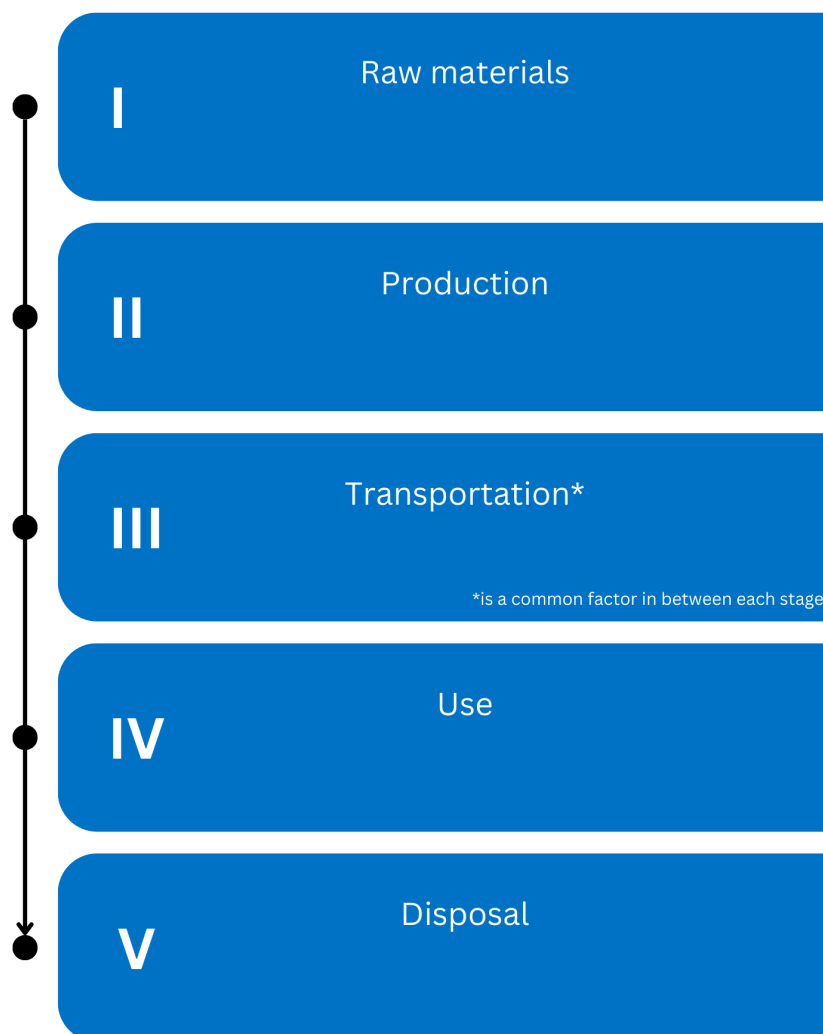 Raw materials
I
Production
II
Transportation*
III
*is a common factor in between each stage
Use
IV
Disposal
V